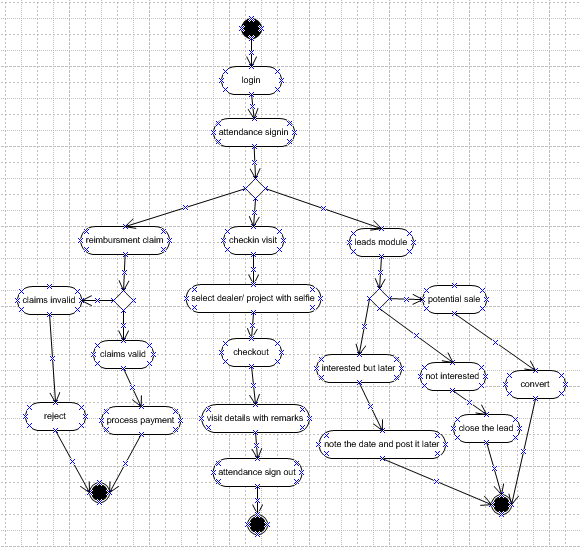 login
attendance signin
reimbursment claim
checkin visit
leads module
claims invalid
select dealer/ project with selfie
potential sale
claims valid
checkout
interested but later
not interested
convert
reject
process payment
visit details with remarks
close the lead
note the date and post it later
attendance sign out